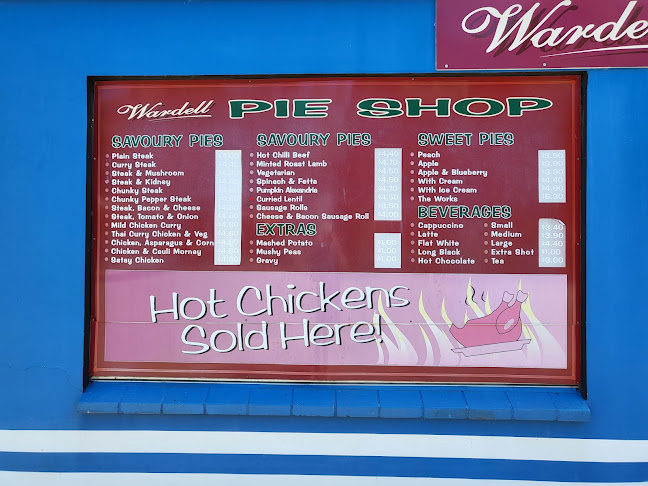 Warde
Wardell PIE SHOP
SAVOURY PIES
Plain Steak
Curry Steak
Steak & Mushroom
Steak & Kidney
Chunky Steak
Chunky Pepper Steak
Steak, Bacon & Cheese
Steak, Tomato & Onion
Mild Chicken Curry
Thai Curry Chicken & Veg
Chicken, Asparagus & Corn
Chicken & Cauli Mornay
Satay Chicken
SAVOURY PIES
Hot Chilli Beef
Minted Roast Lamb
Vegetarian
Spinach & Fetta
Pumpkin Alexandria
Curried Lentil
Sausage Rolls
Cheese & Bacon Sausage Roll
EXTRAS
Mashed Potato
Mushy Peas
Gravy
SWEET PIES
Peach
Apple
Apple & Blueberry
With Cream
With Ice Cream
The Works
BEVERAGES
Cappuccino Small
Latte Medium
Flat White Large
Long Black Extra Shot
Hot Chocolate Tea
Hot Chickens
Sold Here!